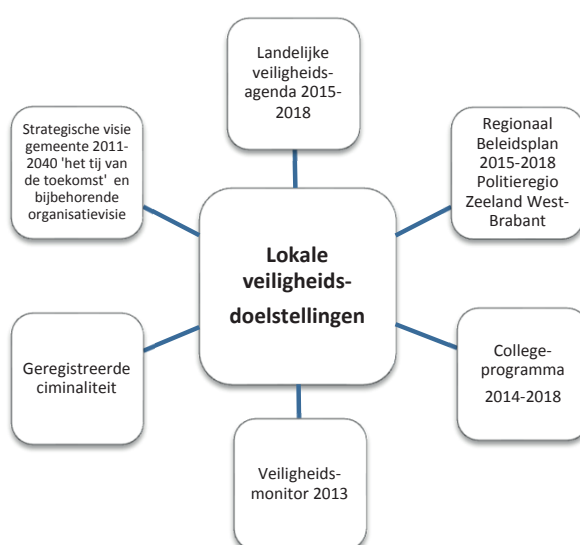 Landelijke
veiligheids-
agenda 2015-
2018
Strategische visie
gemeente 2011-
2040 'het tij van
de toekomst' en
bijbehorende
organisatievisie
Regionaal
Beleidsplan
2015-2018
Politieregio
Zeeland West-
Brabant
Lokale
veiligheids-
doelstellingen
Geregistreerde
ciminaliteit
College-
programma
2014-2018
Veiligheids-
monitor 2013